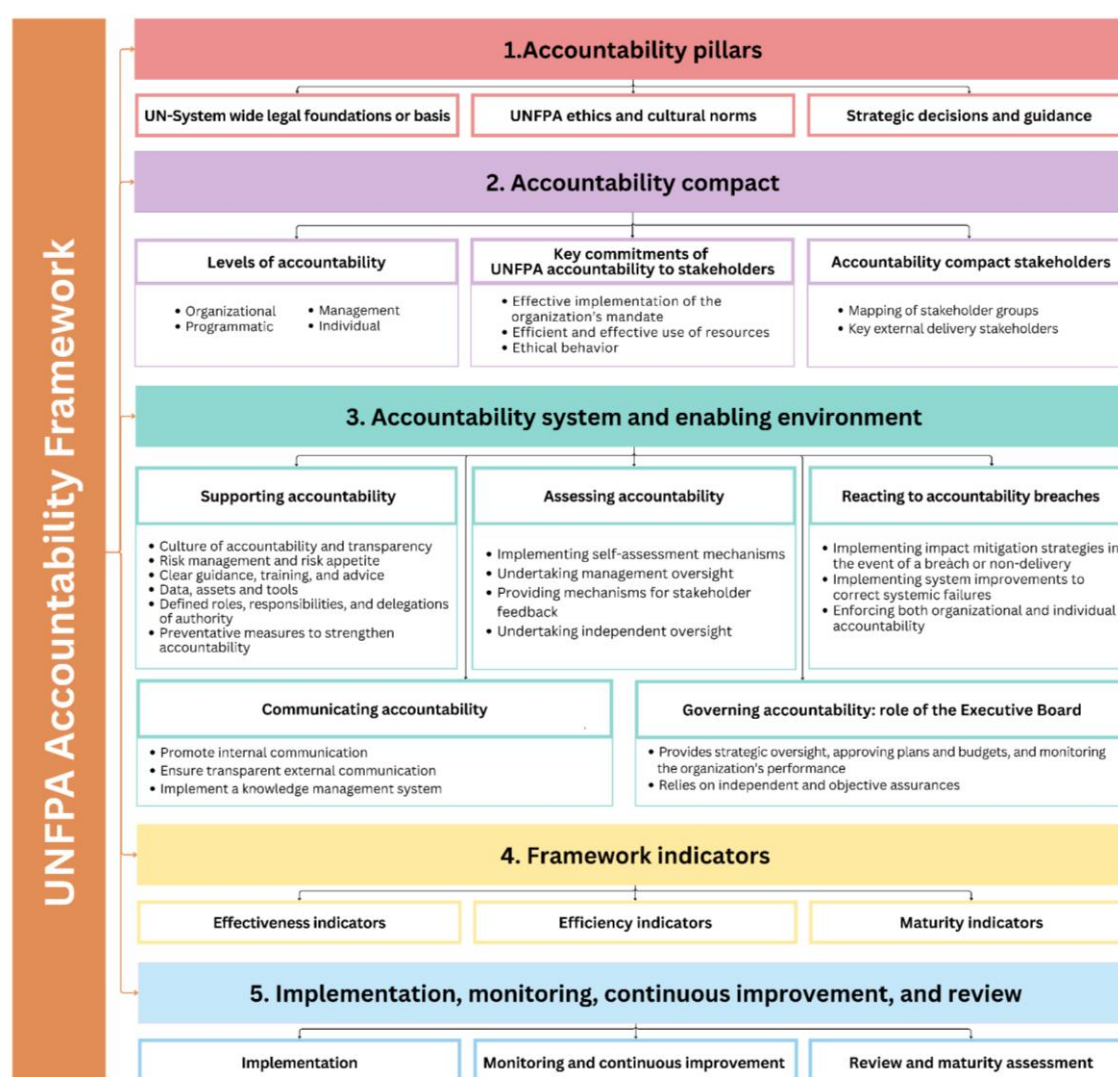 UNFPA Accountability Framework
1.Accountability pillars
UN-System wide legal foundations or basis
UNFPA ethics and cultural norms
Strategic decisions and guidance
2. Accountability compact
Levels of accountability
• Organizational
• Programmatic
• Management
• Individual
Key commitments of
UNFPA accountability to stakeholders
• Effective implementation of the
organization's mandate
• Efficient and effective use of resources
• Ethical behavior
Accountability compact stakeholders
• Mapping of stakeholder groups
• Key external delivery stakeholders
3. Accountability system and enabling environment
Supporting accountability
• Culture of accountability and transparency
• Risk management and risk appetite
• Clear guidance, training, and advice
• Data, assets and tools
• Defined roles, responsibilities, and delegations
of authority
• Preventative measures to strengthen
accountability
Assessing accountability
• Implementing self-assessment mechanisms
• Undertaking management oversight
• Providing mechanisms for stakeholder
feedback
• Undertaking independent oversight
Reacting to accountability breaches
• Implementing impact mitigation strategies in
the event of a breach or non-delivery
• Implementing system improvements to
correct systemic failures
• Enforcing both organizational and individual
accountability
Communicating accountability
• Promote internal communication
• Ensure transparent external communication
• Implement a knowledge management system
Governing accountability: role of the Executive Board
• Provides strategic oversight, approving plans and budgets, and monitoring
the organization's performance
• Relies on independent and objective assurances
4. Framework indicators
Effectiveness indicators
Efficiency indicators
Maturity indicators
5. Implementation, monitoring, continuous improvement, and review
Implementation
Monitoring and continuous improvement
Review and maturity assessment